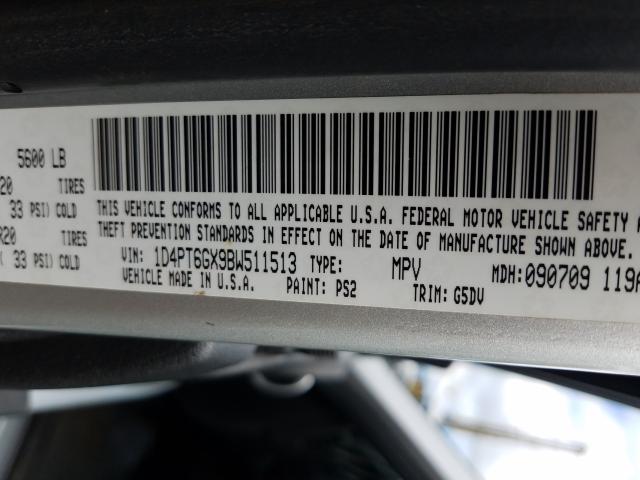 5600 LB
20 TIRES
33 PSI) COLD
R20 TIRES
( 33 PSI) COLD
THIS VEHICLE CONFORMS TO ALL APPLICABLE U.S.A. FEDERAL MOTOR VEHICLE SAFETY
THEFT PREVENTION STANDARDS IN EFFECT ON THE DATE OF MANUFACTURE SHOWN ABOVE.
VIN: 1D4PT6GX9BW511513 TYPE: MPV MDH:090709 119A
VEHICLE MADE IN U.S.A. PAINT: PS2 TRIM: G5DV